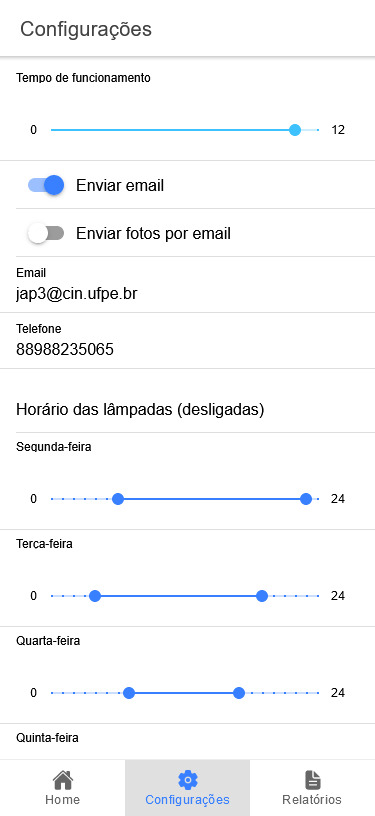 Configurações
Tempo de funcionamento
0 12
Enviar email
Enviar fotos por email
Email
jap3@cin.ufpe.br
Telefone
88988235065
Horário das lâmpadas (desligadas)
Segunda-feira
0 24
Terça-feira
0 24
Quarta-feira
0 24
Quinta-feira
Home Configurações Relatórios